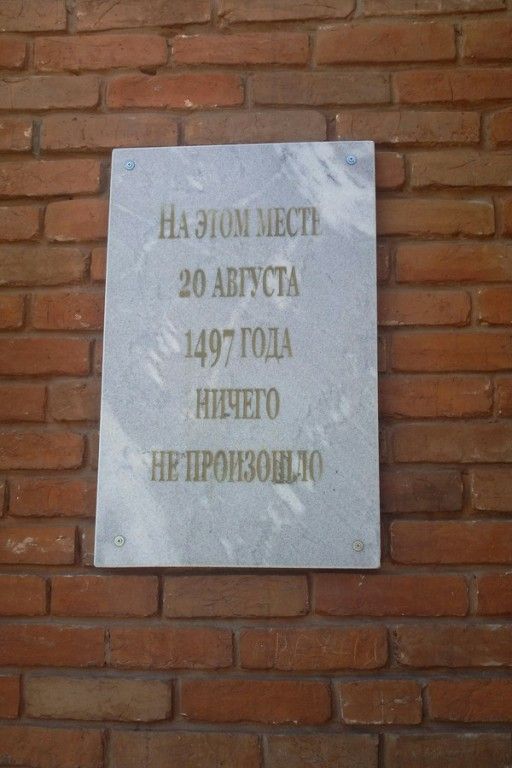 На этом месте
20 августа
1497 года
ничего
не произошло